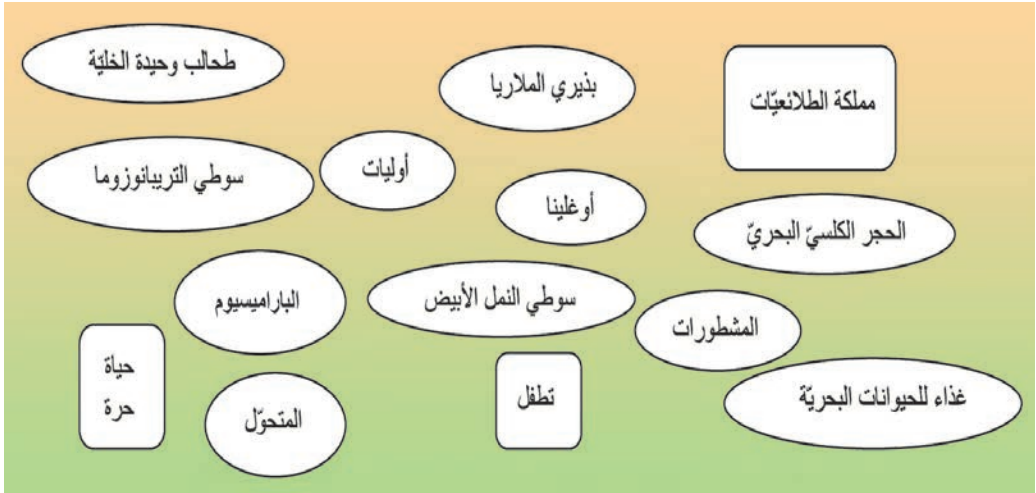 طحالب وحيدة الخليّة
بذيري الملاريا
مملكة الطلائعيّات
سوطي التريبانوزوما
أوليات
أوغلينا
الحجر الكلسيّ البحريّ
الباراميسيوم
سوطي النمل الأبيض
المشطورات
حياة
حرة
المتحوّل
تطفل
غذاء للحيوانات البحريّة